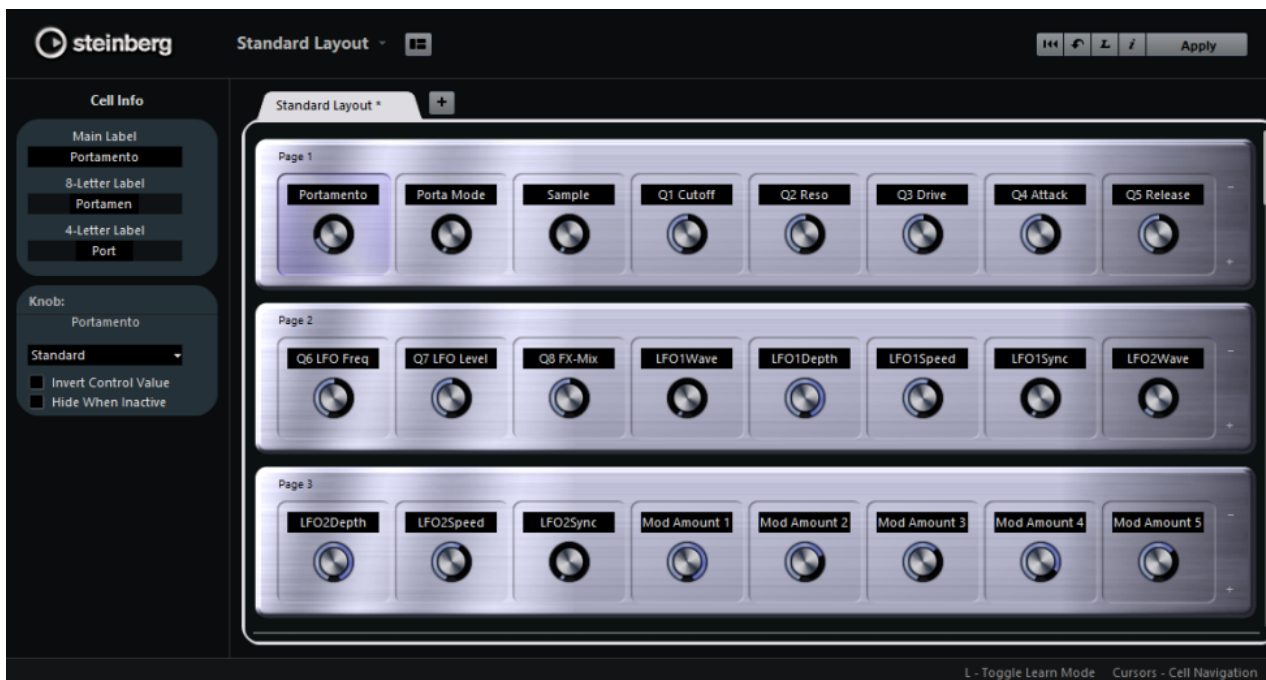 steinberg
Standard Layout
L i Apply
Cell Info
Main Label
Portamento
8-Letter Label
Portamen
4-Letter Label
Port
Knob:
Portamento
Standard
Invert Control Value
Hide When Inactive
Standard Layout * +
Page 1
Portamento Porta Mode Sample Q1 Cutoff Q2 Reso Q3 Drive Q4 Attack Q5 Release
-
+
Page 2
Q6 LFO Freq Q7 LFO Level Q8 FX-Mix LFO1Wave LFO1Depth LFO1Speed LFO1Sync LFO2Wave
-
+
Page 3
LFO2Depth LFO2Speed LFO2Sync Mod Amount 1 Mod Amount 2 Mod Amount 3 Mod Amount 4 Mod Amount 5
-
+
L - Toggle Learn Mode Cursors - Cell Navigation